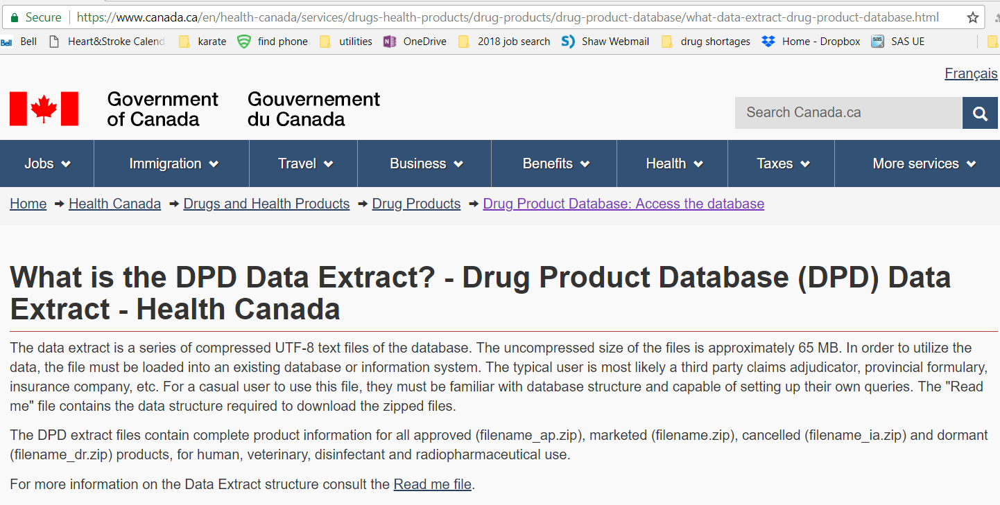 Secure https://www.canada.ca/en/health-canada/services/drugs-health-products/drug-products/drug-product-database/what-data-extract-drug-product-database.html
Bell Bell Heart&Stroke Calend karate find phone utilities OneDrive 2018 job search Shaw Webmail drug shortages Home - Dropbox sas SAS UE
Français
Government Gouvernement
of Canada du Canada
Search Canada.ca
Jobs Immigration Travel Business Benefits Health Taxes More services
Home Health Canada Drugs and Health Products Drug Products Drug Product Database: Access the database
What is the DPD Data Extract? - Drug Product Database (DPD) Data
Extract - Health Canada
The data extract is a series of compressed UTF-8 text files of the database. The uncompressed size of the files is approximately 65 MB. In order to utilize the
data, the file must be loaded into an existing database or information system. The typical user is most likely a third party claims adjudicator, provincial formulary,
insurance company, etc. For a casual user to use this file, they must be familiar with database structure and capable of setting up their own queries. The "Read
me" file contains the data structure required to download the zipped files.
The DPD extract files contain complete product information for all approved (filename_ap.zip), marketed (filename.zip), cancelled (filename_ia.zip) and dormant
(filename_dr.zip) products, for human, veterinary, disinfectant and radiopharmaceutical use.
For more information on the Data Extract structure consult the Read me file.